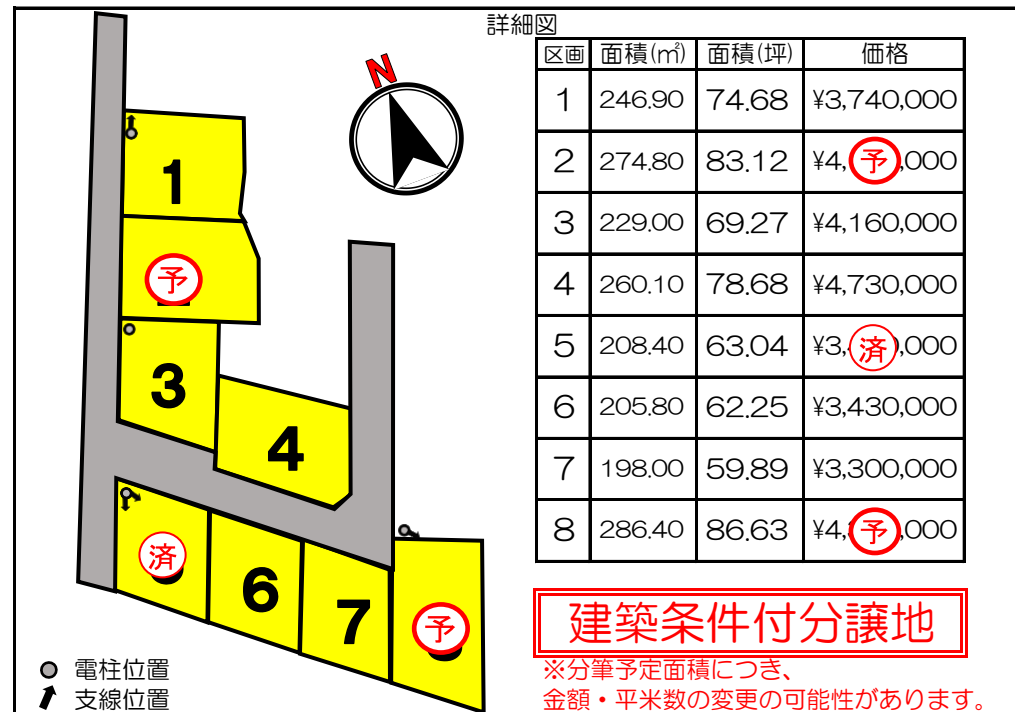 詳細図
N
1
予
3
4
済
6
7
予
電柱位置
支線位置
区画 面積(㎡) 面積(坪) 価格
1 246.90 74.68 ¥3,740,000
2 274.80 83.12 ¥4,予,000
3 229.00 69.27 ¥4,160,000
4 260.10 78.68 ¥4,730,000
5 208.40 63.04 ¥3,済,000
6 205.80 62.25 ¥3,430,000
7 198.00 59.89 ¥3,300,000
8 286.40 86.63 ¥4,予,000
建築条件付分譲地
※分筆予定面積につき、
金額・平米数の変更の可能性があります。